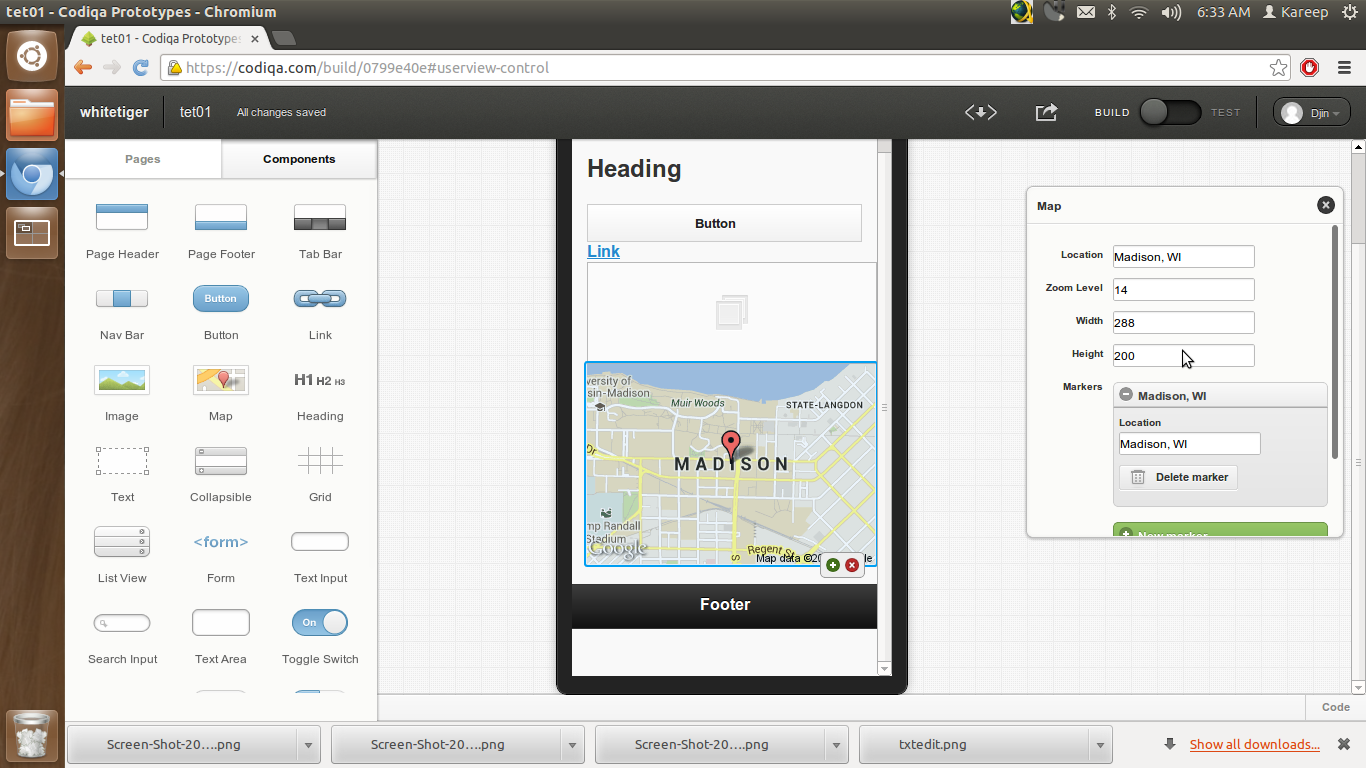 tet01 - Codiqa Prototypes - Chromium
6:33 AM Kareep
tet01 - Codiqa Prototypes
https://codiqa.com/build/0799e40e#userview-control
whitetiger tet01 All changes saved
BUILD TEST
Djin
Pages Components
Page Header Page Footer Tab Bar
Button
Nav Bar Button Link
H1 H2 H3
Image Map Heading
Text Collapsible Grid
<form>
List View Form Text Input
On
Search Input Text Area Toggle Switch
Heading
Button
Link
versity of
sin-Madison
Muir Woods
STATE-LANGDON
Dr
MADISON
mp Randall
Stadium
Google
Regent St
S
Map data ©20
Footer
Map
Location Madison, WI
Zoom Level 14
Width 288
Height 200
Markers
Madison, WI
Location
Madison, WI
Delete marker
New marker
Code
Screen-Shot-20....png
Screen-Shot-20....png
Screen-Shot-20....png
txtedit.png
Show all downloads...